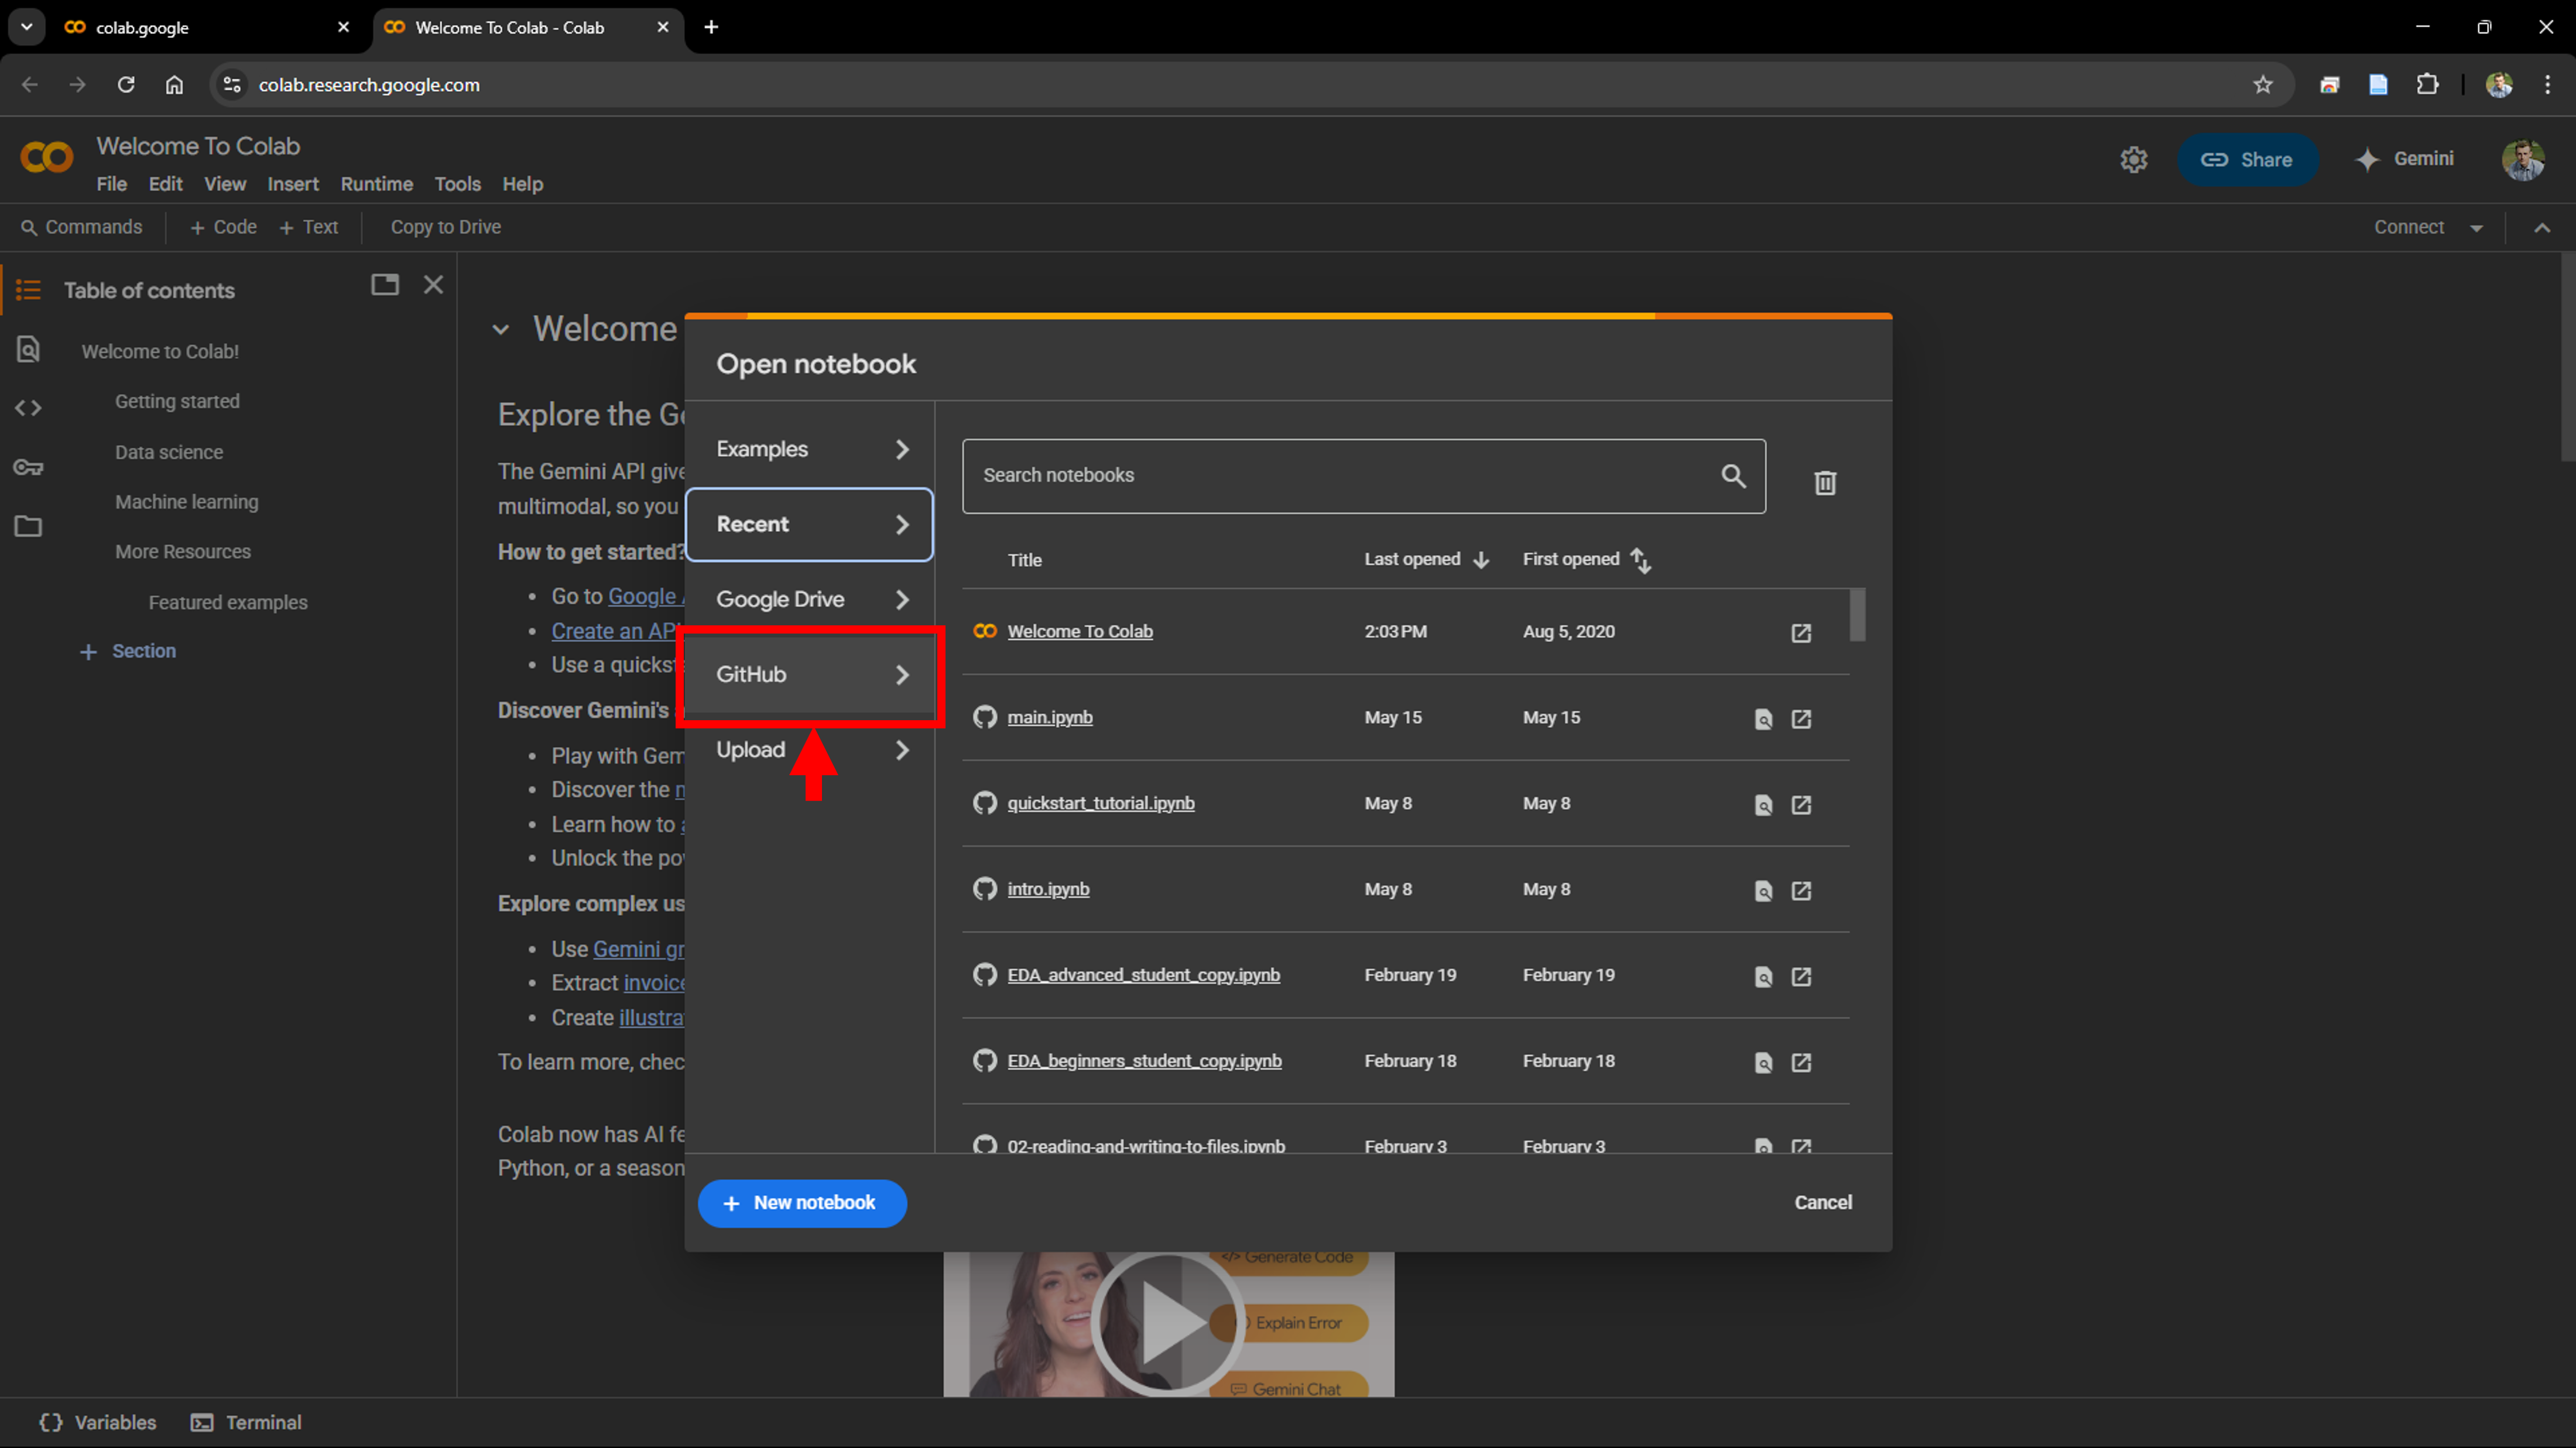 colab.google
Welcome To Colab - Colab
colab.research.google.com
Welcome To Colab
File Edit View Insert Runtime Tools Help
Share
Gemini
Commands + Code + Text Copy to Drive
Connect
Table of contents
Welcome to Colab!
Getting started
Data science
Machine learning
More Resources
Featured examples
+ Section
Welcome
Explore the Ge
The Gemini API give
multimodal, so you
How to get started?
Go to Google
Create an API
Use a quickst
Discover Gemini's
Play with Gem
Discover the
Learn how to
Unlock the po
Explore complex us
Use Gemini gr
Extract invoice
Create illustra
To learn more, chec
Colab now has AI fe
Python, or a season
Open notebook
Examples
Recent
Google Drive
GitHub
Upload
Search notebooks
Title Last opened First opened
Welcome To Colab 2:03 PM Aug 5, 2020
main.ipynb May 15 May 15
quickstart_tutorial.ipynb May 8 May 8
intro.ipynb May 8 May 8
EDA_advanced_student_copy.ipynb February 19 February 19
EDA_beginners_student_copy.ipynb February 18 February 18
02-reading-and-writing-to-files.ipynb February 3 February 3
+ New notebook
Cancel
</> Generate Code
Explain Error
Gemini Chat
{} Variables
Terminal